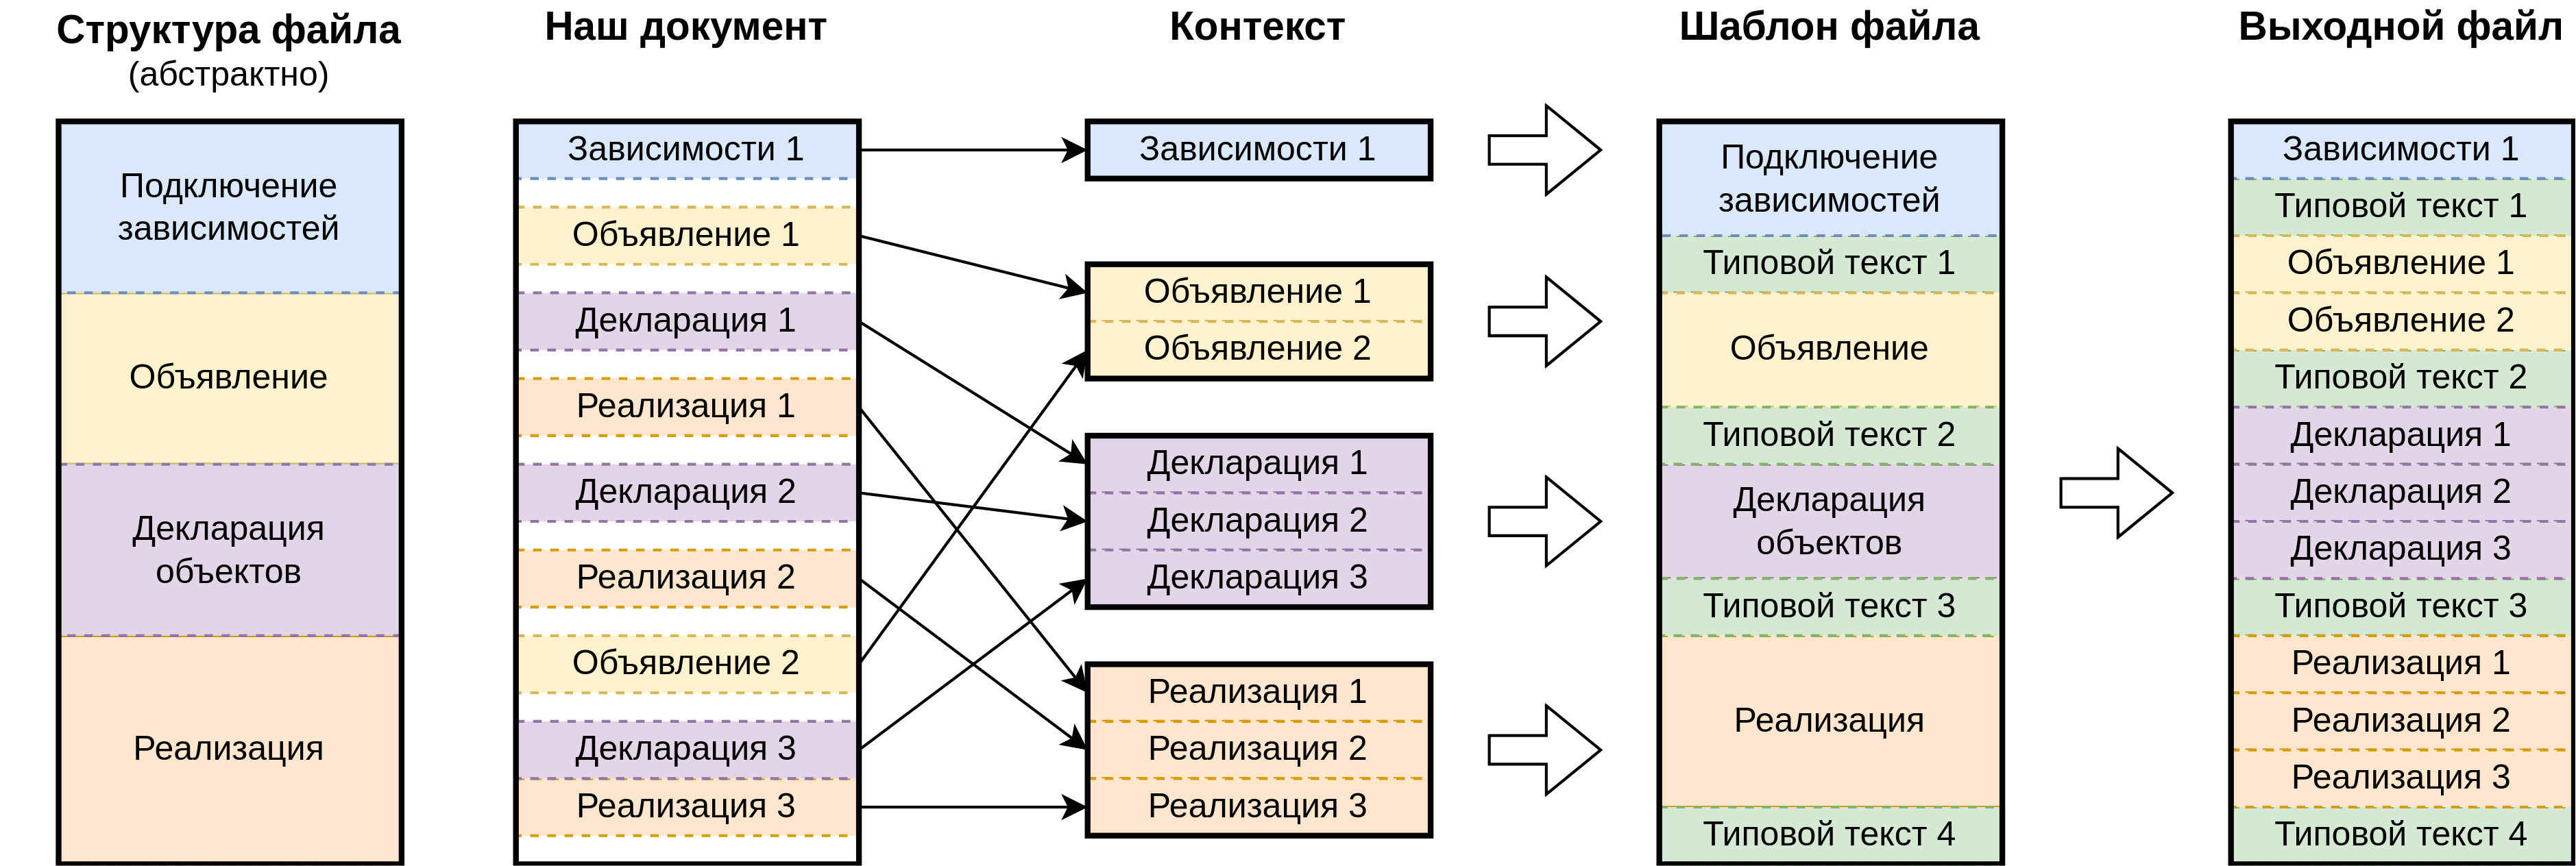 Структура файла
(абстрактно)
Подключение
зависимостей
Объявление
Декларация
объектов
Реализация
Наш документ
Зависимости 1
Объявление 1
Декларация 1
Реализация 1
Декларация 2
Реализация 2
Объявление 2
Декларация 3
Реализация 3
Контекст
Зависимости 1
Объявление 1
Объявление 2
Декларация 1
Декларация 2
Декларация 3
Реализация 1
Реализация 2
Реализация 3
Шаблон файла
Подключение
зависимостей
Типовой текст 1
Объявление
Типовой текст 2
Декларация
объектов
Типовой текст 3
Реализация
Типовой текст 4
Выходной файл
Зависимости 1
Типовой текст 1
Объявление 1
Объявление 2
Типовой текст 2
Декларация 1
Декларация 2
Декларация 3
Типовой текст 3
Реализация 1
Реализация 2
Реализация 3
Типовой текст 4